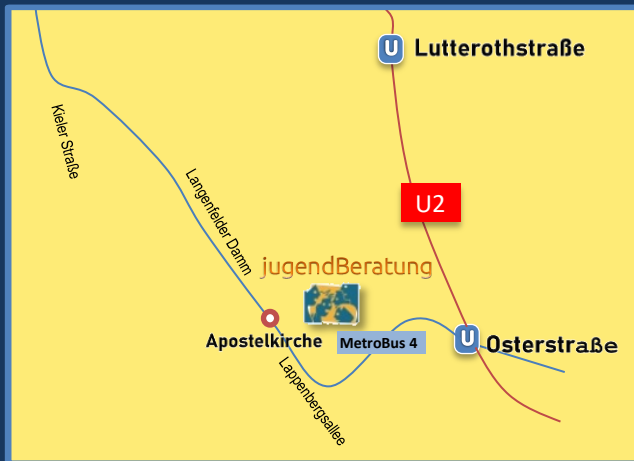 U Lutterothstraße
Kieler Straße
Langenfelder Damm
U2
jugendBeratung
Apostelkirche
MetroBus 4
U Osterstraße
Lappenbergsallee